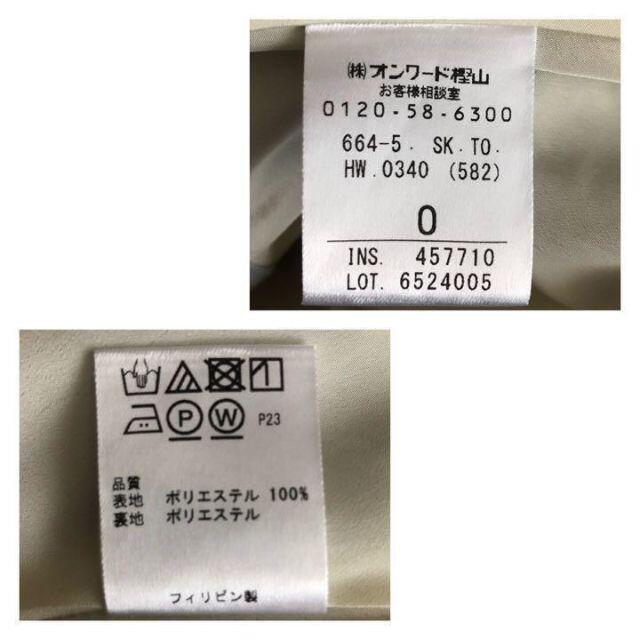 ㈱オンワード樫山
お客様相談室
0120-58-6300
664-5. SK.TO.
HW.0340 (582)
0
INS. 457710
LOT. 6524005
P W P23
品質
表地 ポリエステル 100%
裏地 ポリエステル
フィリピン製